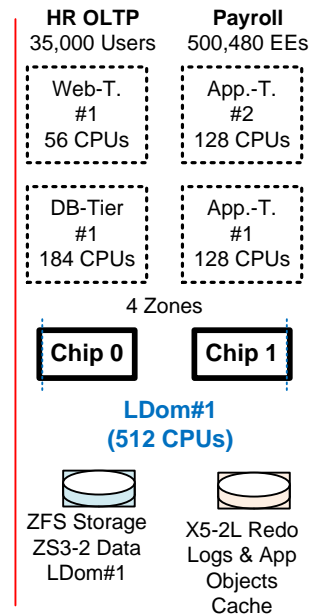 HR OLTP
35,000 Users
Payroll
500,480 EEs
Web-T.
#1
56 CPUs
App.-T.
#2
128 CPUs
DB-Tier
#1
184 CPUs
App.-T.
#1
128 CPUs
4 Zones
Chip 0
Chip 1
LDom#1
(512 CPUs)
ZFS Storage
ZS3-2 Data
LDom#1
X5-2L Redo
Logs & App
Objects
Cache